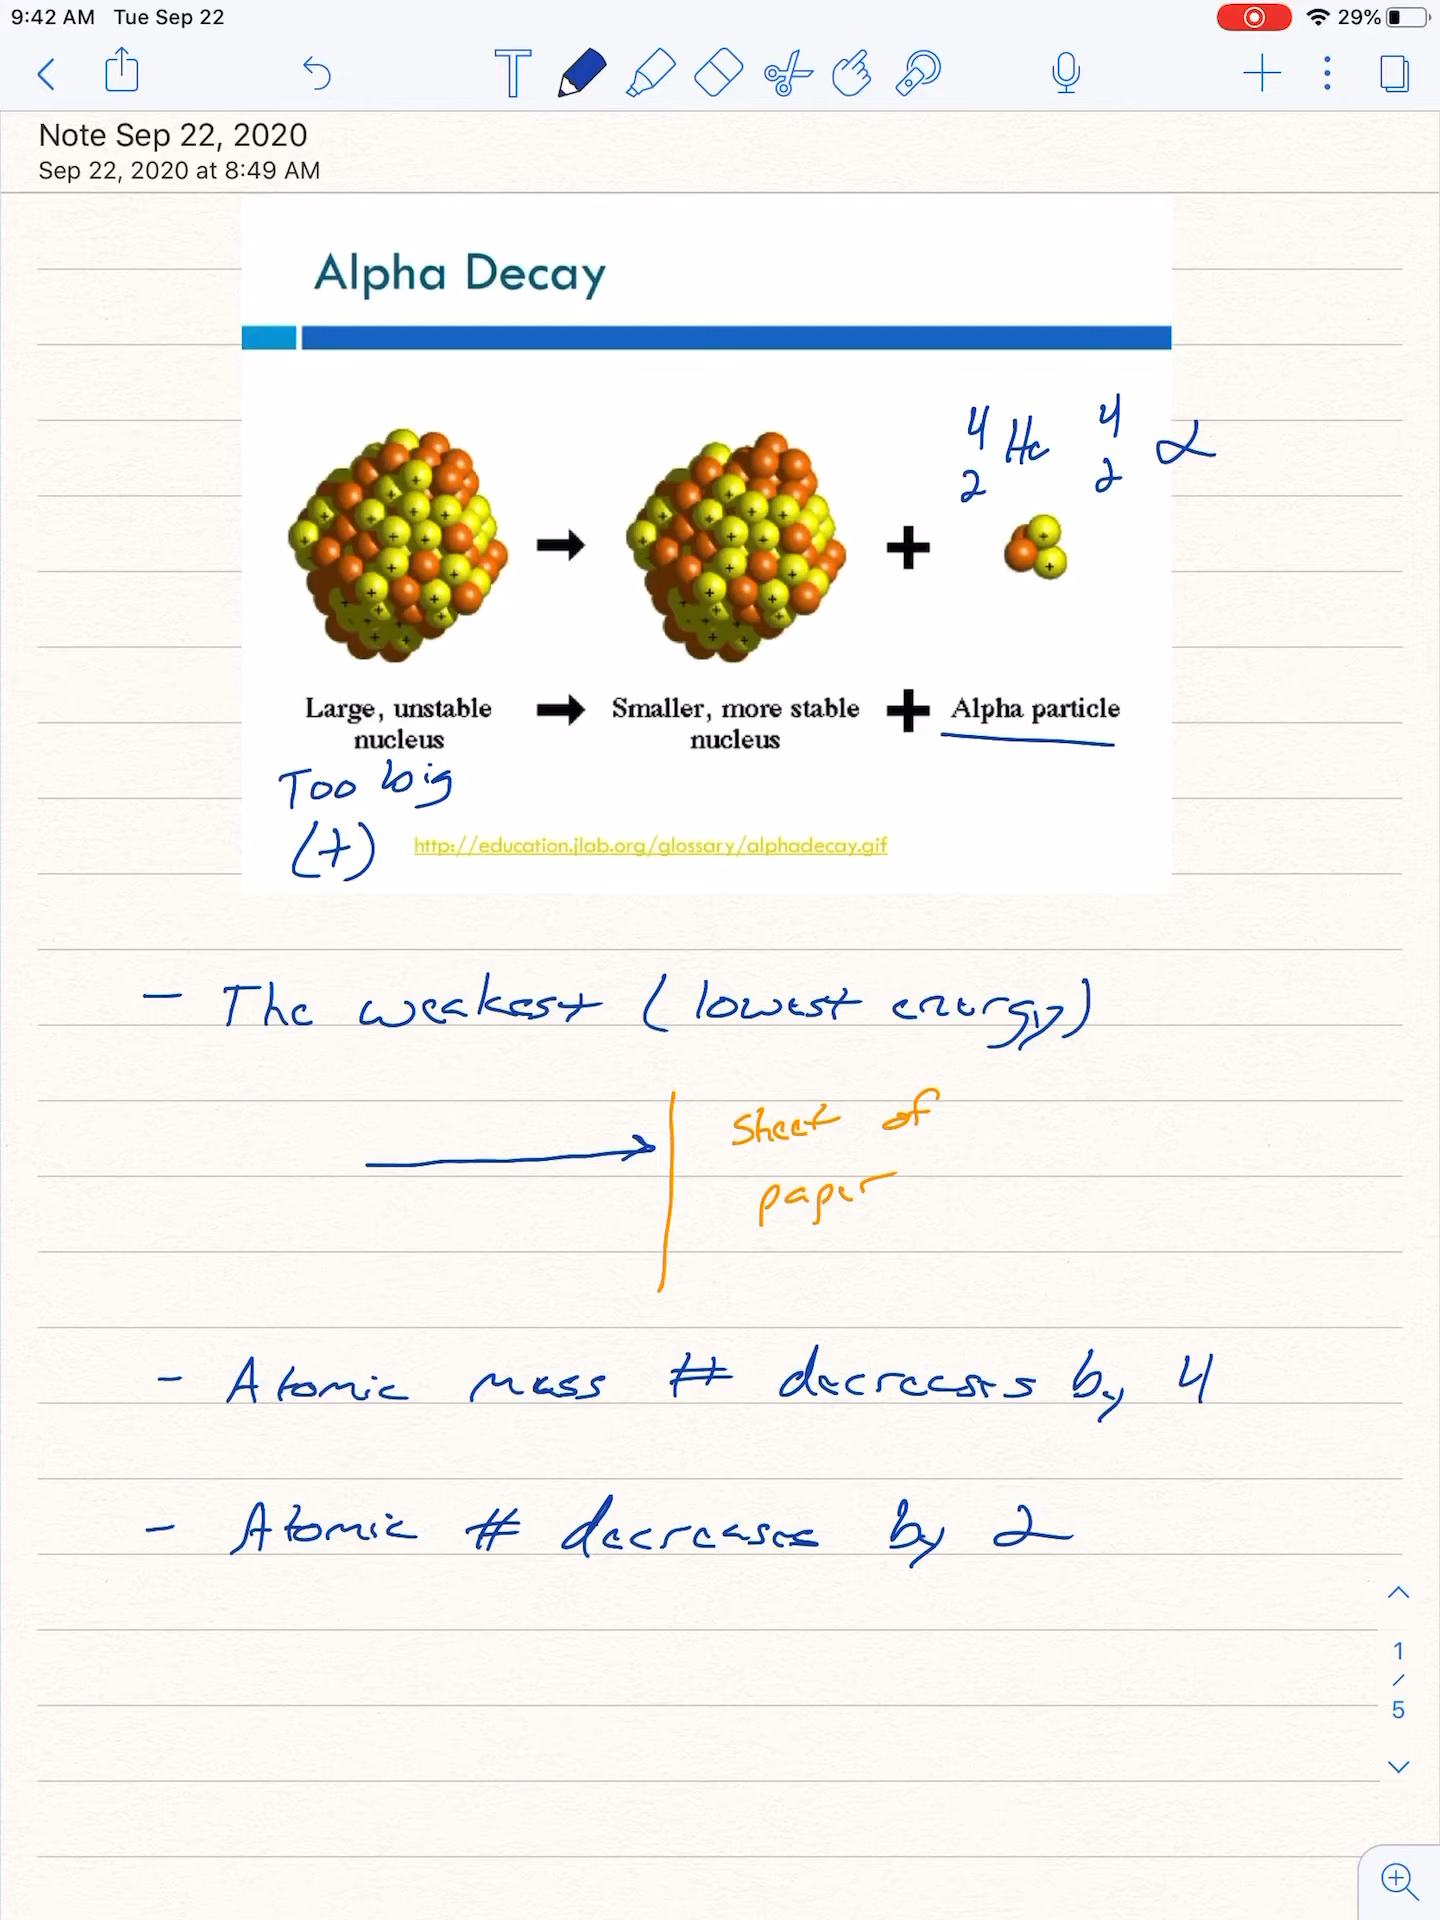 9:42 AM Tue Sep 22
29%
Note Sep 22, 2020
Sep 22, 2020 at 8:49 AM
Alpha Decay
4
2 He 4
2 α
+
Large, unstable nucleus → Smaller, more stable nucleus + Alpha particle
Too big
(+)
http://education.jlab.org/glossary/alphadecay.gif
- The weakest (lowest energy)
sheet of
paper
- Atomic mass # decreases by 4
- Atomic # decreases by 2
1
/
5